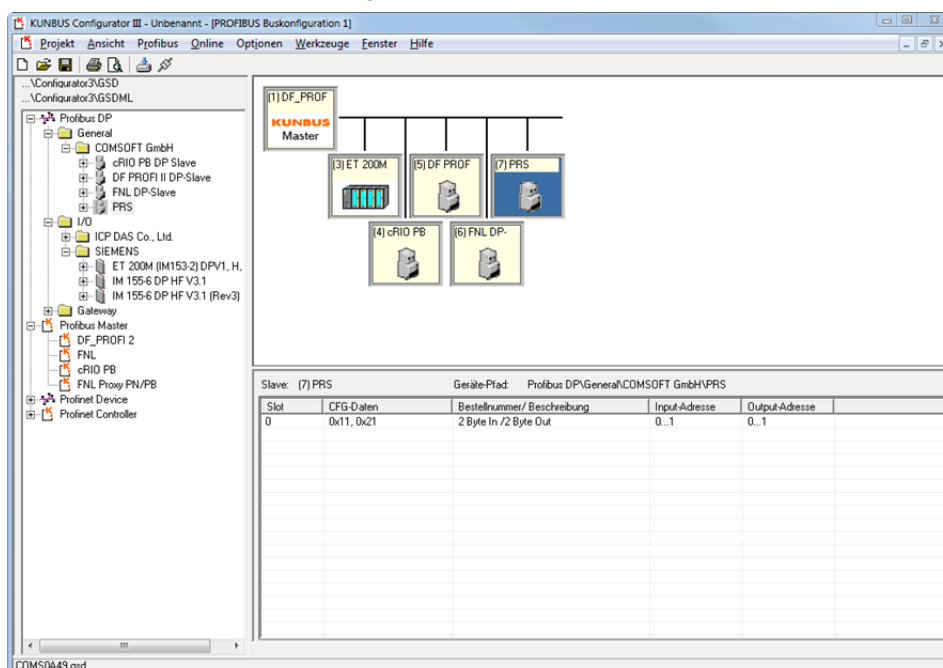 KUNBUS Configurator III - Unbenannt - [PROFIBUS Buskonfiguration 1]
Projekt Ansicht Profibus Online Optionen Werkzeuge Fenster Hilfe
...\Configurator3\GSD
...\Configurator3\GSDML
Profibus DP
General
COMSOFT GmbH
cRIO PB DP Slave
DF PROFI II DP-Slave
FNL DP-Slave
PRS
I/O
ICP DAS Co., Ltd.
SIEMENS
ET 200M (IM153-2) DPV1, H,
IM 155-6 DP HF V3.1
IM 155-6 DP HF V3.1 (Rev3)
Gateway
Profibus Master
DF_PROFI 2
FNL
cRIO PB
FNL Proxy PN/PB
Profinet Device
Profinet Controller
(1) DF_PROF
KUNBUS
Master
(3) ET 200M (5) DF PROF (7) PRS
(4) cRIO PB (6) FNL DP-
Slave: (7) PRS Geräte-Pfad: Profibus DP\General\COMSOFT GmbH\PRS
Slot CFG-Daten Bestellnummer/ Beschreibung Input-Adresse Output-Adresse
0 0x11, 0x21 2 Byte In /2 Byte Out 0...1 0...1
COMS0A49.gsd